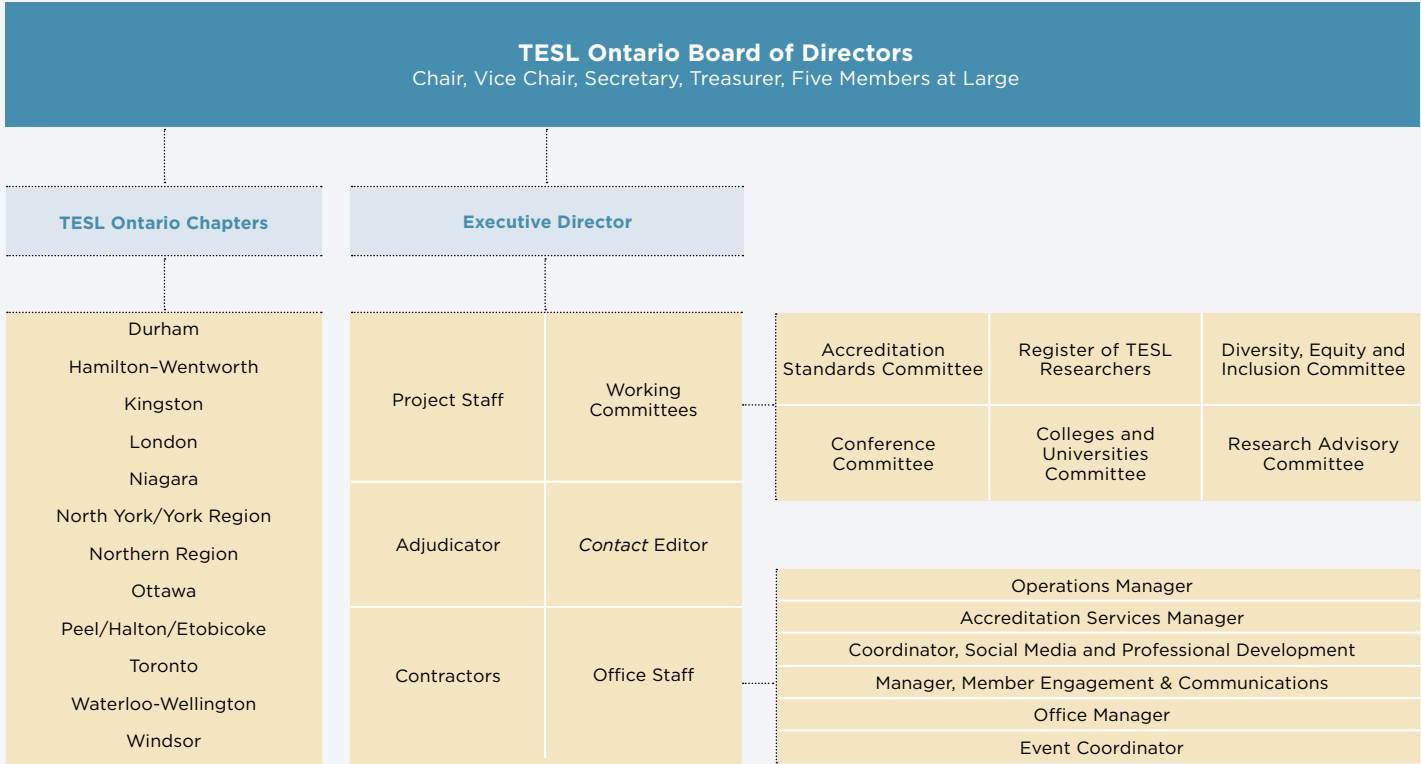 TESL Ontario Board of Directors
Chair, Vice Chair, Secretary, Treasurer, Five Members at Large
TESL Ontario Chapters
Durham
Hamilton–Wentworth
Kingston
London
Niagara
North York/York Region
Northern Region
Ottawa
Peel/Halton/Etobicoke
Toronto
Waterloo-Wellington
Windsor
Executive Director
Project Staff
Working
Committees
Adjudicator
Contact Editor
Contractors
Office Staff
Accreditation
Standards Committee
Register of TESL
Researchers
Diversity, Equity and
Inclusion Committee
Conference
Committee
Colleges and
Universities
Committee
Research Advisory
Committee
Operations Manager
Accreditation Services Manager
Coordinator, Social Media and Professional Development
Manager, Member Engagement & Communications
Office Manager
Event Coordinator